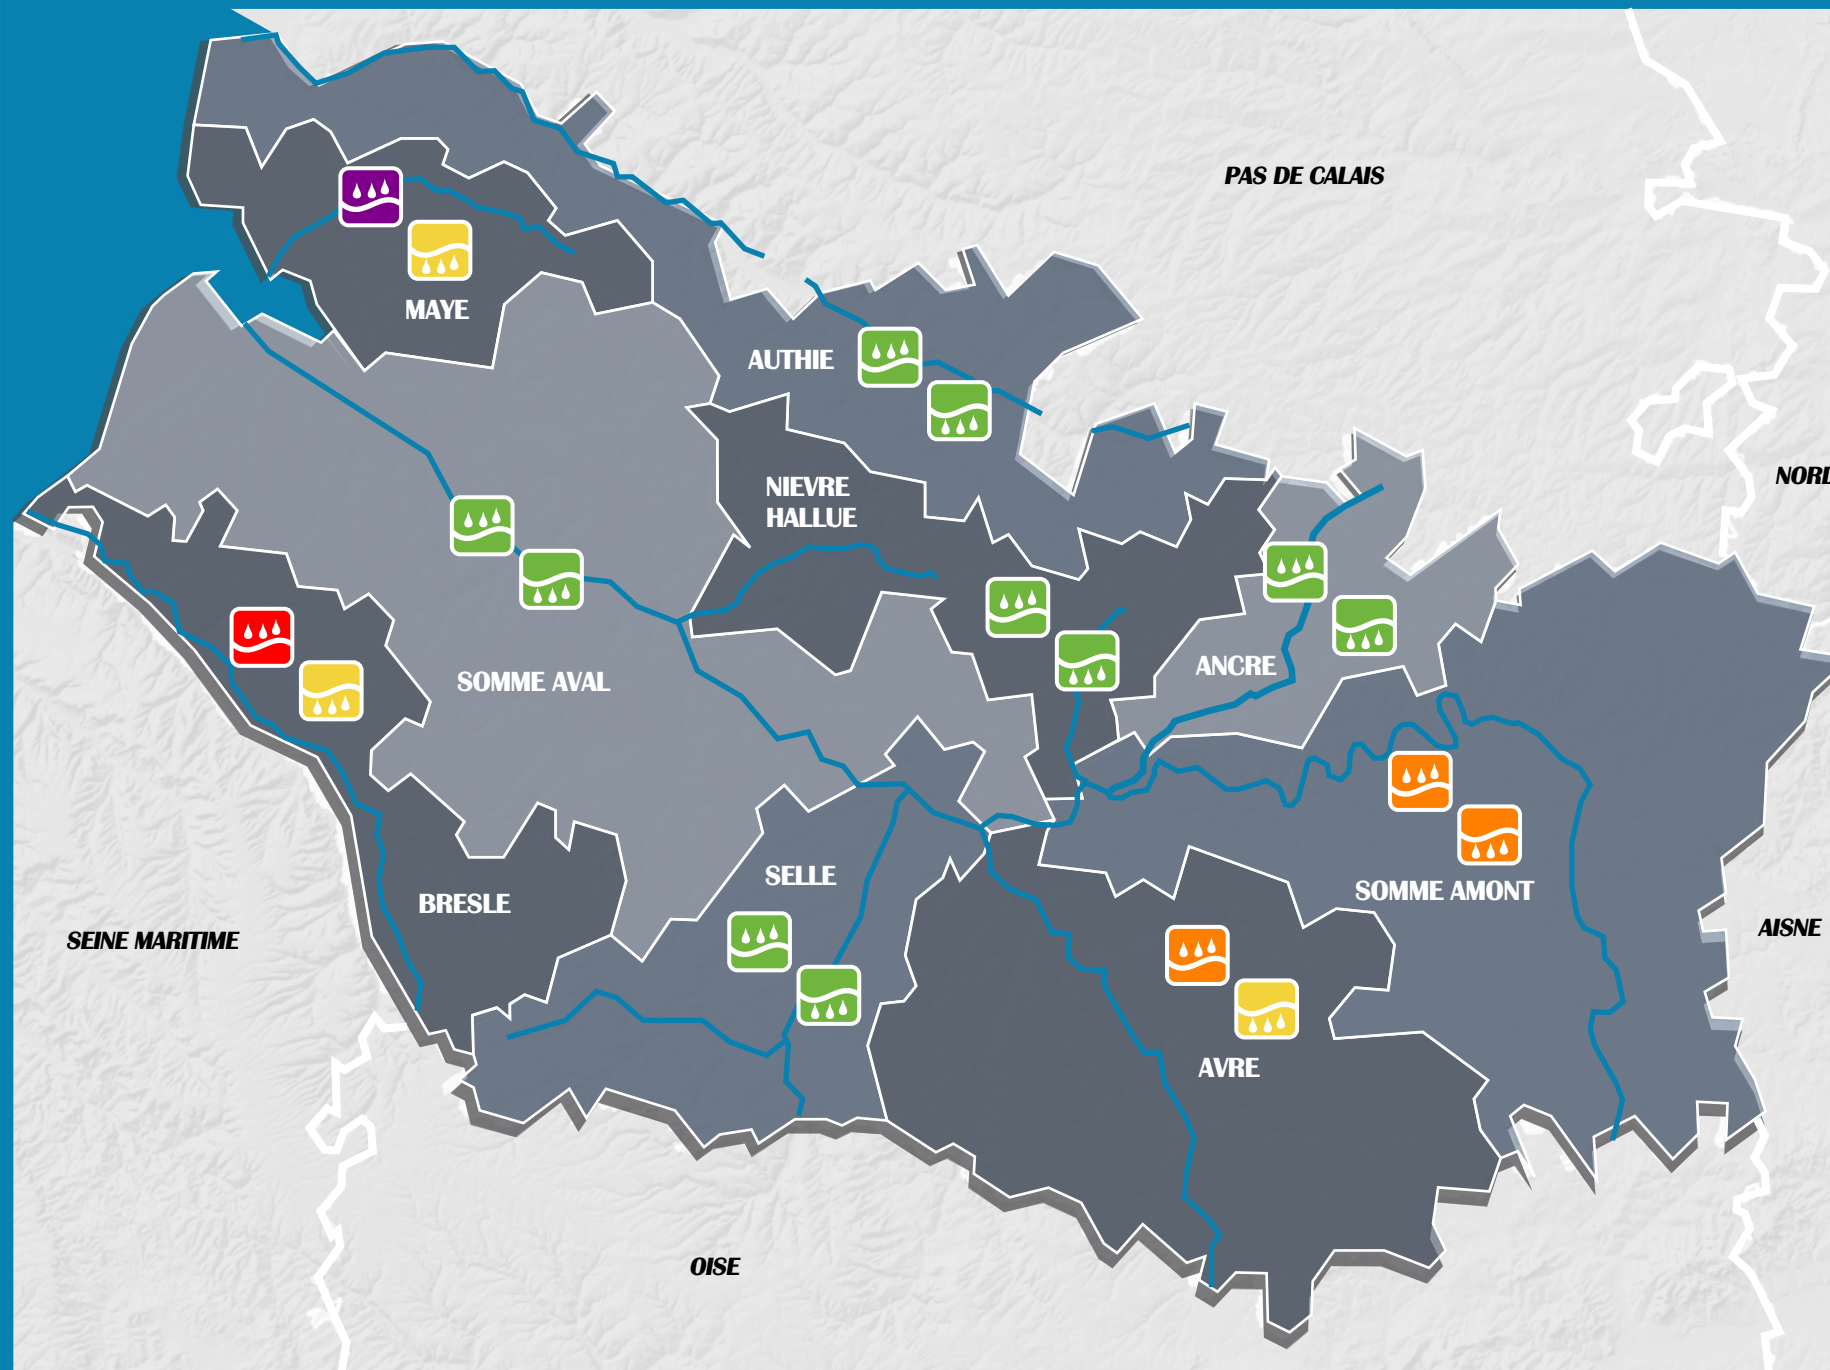 PAS DE CALAIS
MAYE
AUTHIE
NORD
NIEVRE
HALLUE
ANCRE
SOMME AVAL
SELLE
SOMME AMONT
BRESLE
AISNE
SEINE MARITIME
AVRE
OISE